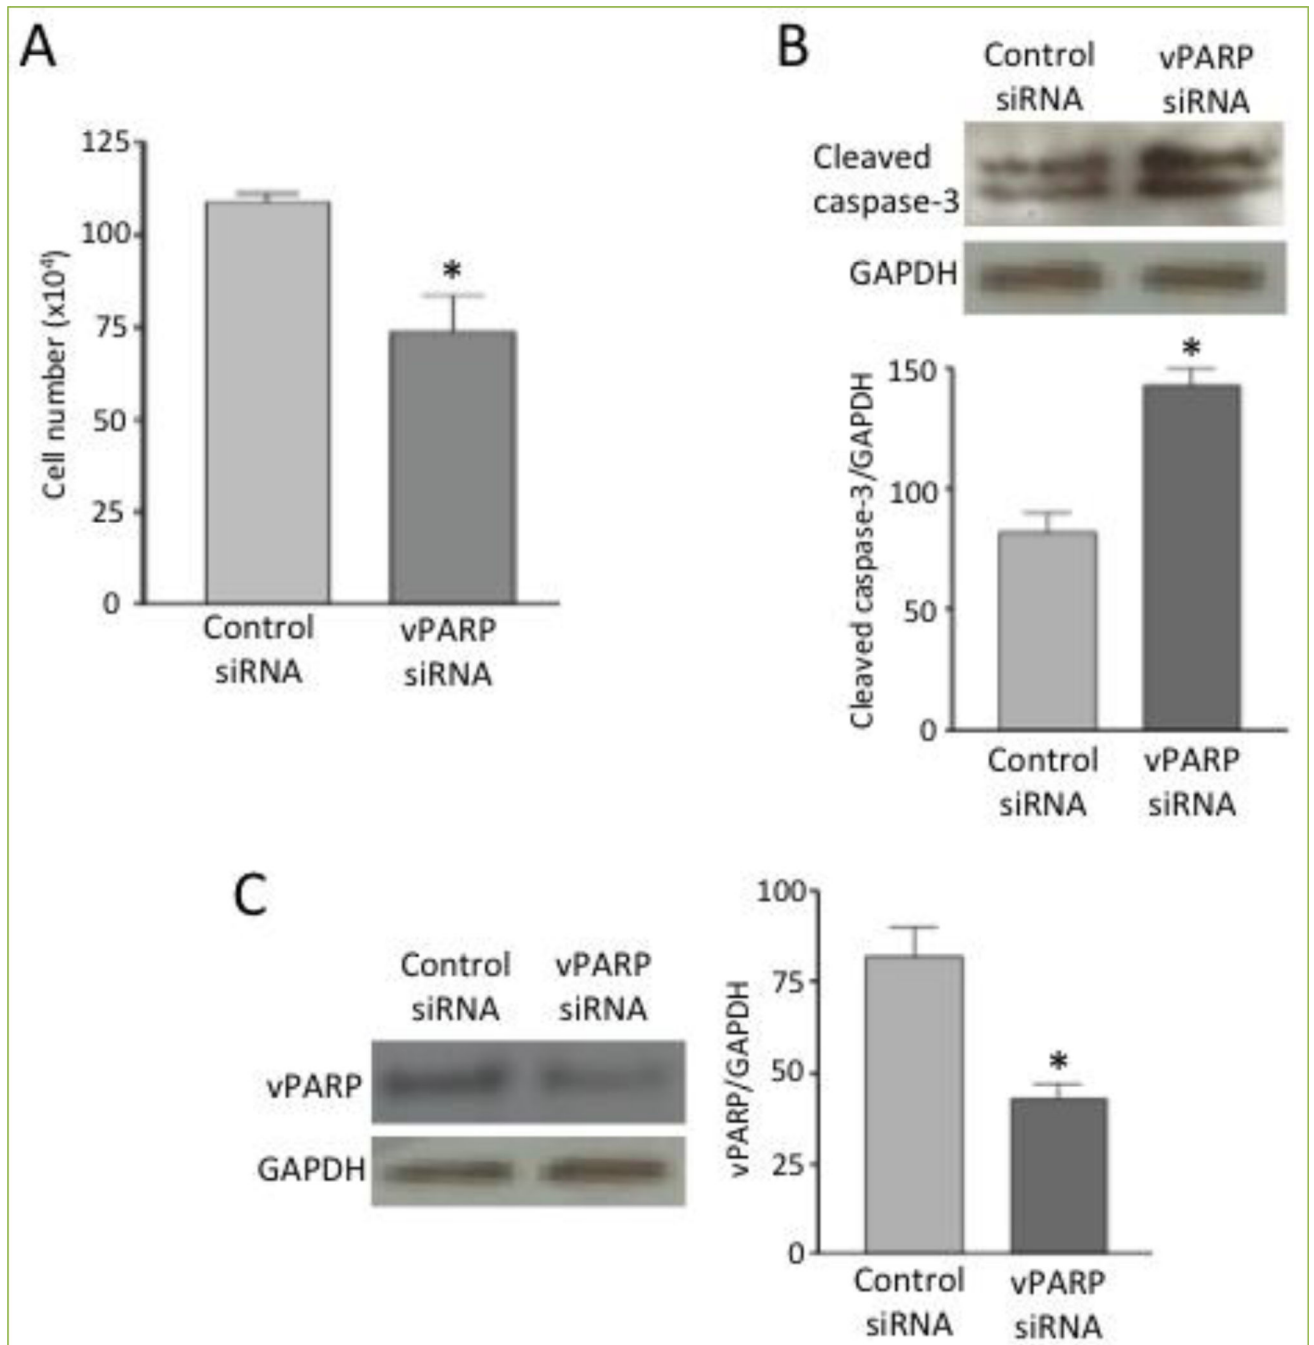 A
125
100
75
50
25
0
Cell number (x10⁴)
*
Control
siRNA
vPARP
siRNA
B
Control
siRNA
vPARP
siRNA
Cleaved
caspase-3
GAPDH
150
100
50
0
Cleaved caspase-3/GAPDH
*
Control
siRNA
vPARP
siRNA
C
Control
siRNA
vPARP
siRNA
vPARP
GAPDH
100
75
50
25
0
vPARP/GAPDH
*
Control
siRNA
vPARP
siRNA